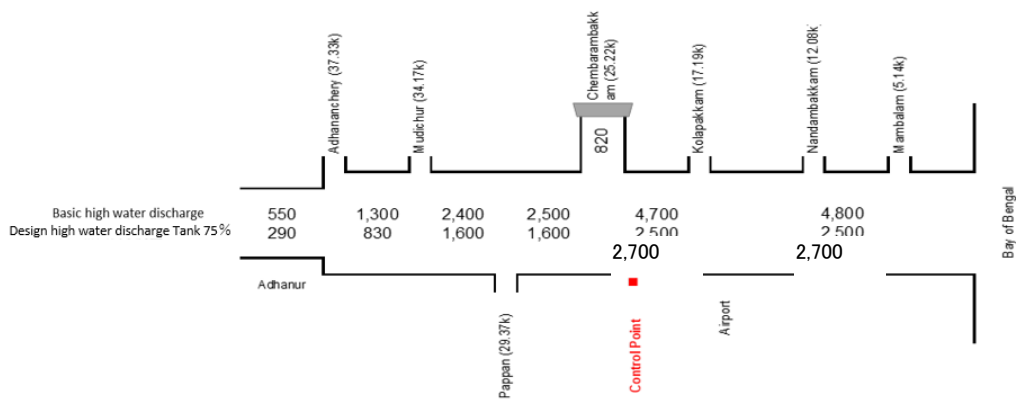 Adhananchery (37.33k)
Mudichur (34.17k)
Chembarambakk
am (25.22k)
Kolapakkam (17.19k)
Nandambakkam (12.08k)
Mambalam (5.14k)
820
Basic high water discharge 550 1,300 2,400 2,500 4,700 4,800
Design high water discharge Tank 75% 290 830 1,600 1,600 2,500 2,500
2,700 2,700
Adhanur
Pappan (29.37k)
Control Point
Airport
Bay of Bengal